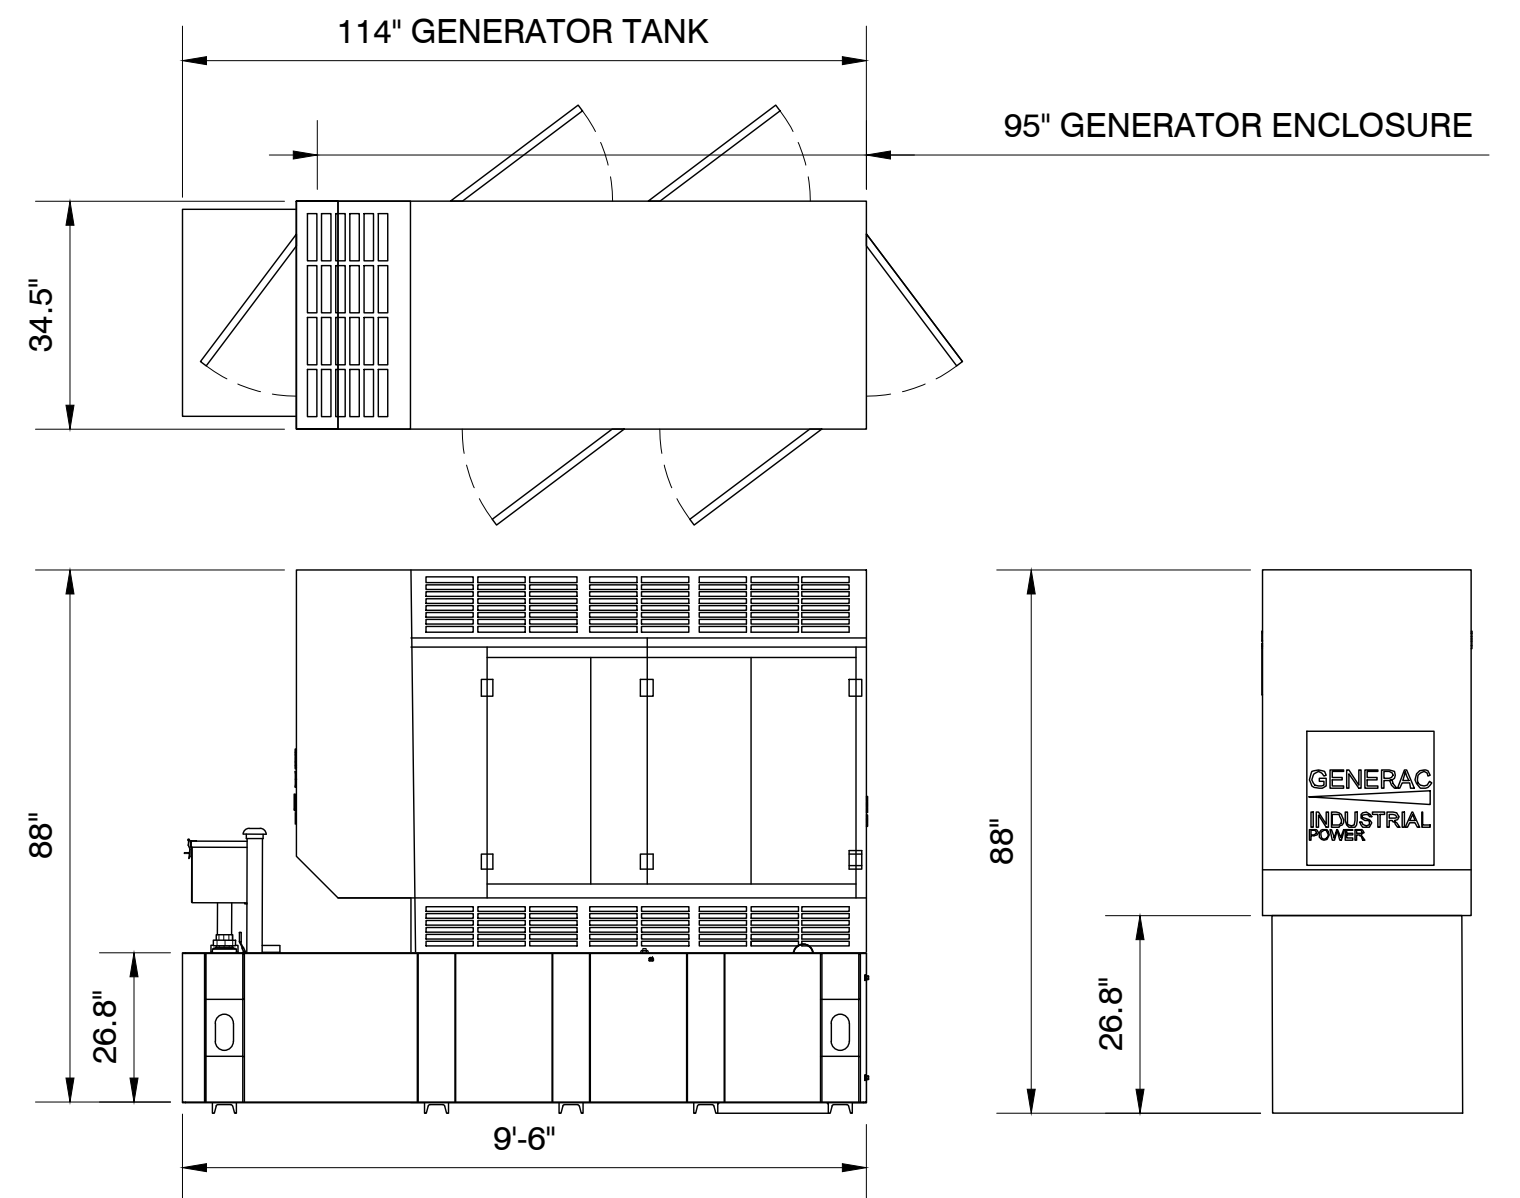 114" GENERATOR TANK
95" GENERATOR ENCLOSURE
34.5"
88"
26.8"
9'-6"
88"
26.8"
GENERAC
INDUSTRIAL
POWER